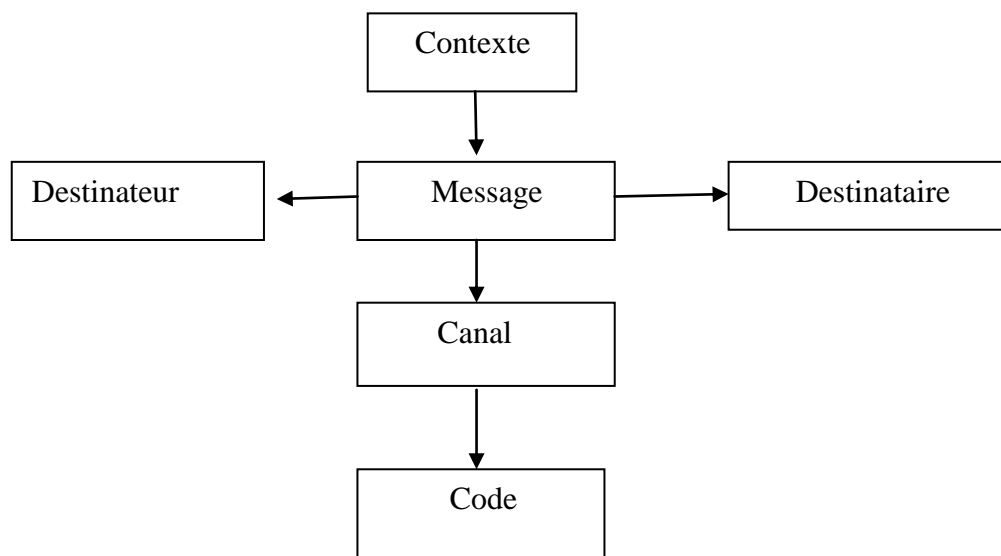 Contexte
Destinateur
Message
Destinataire
Canal
Code